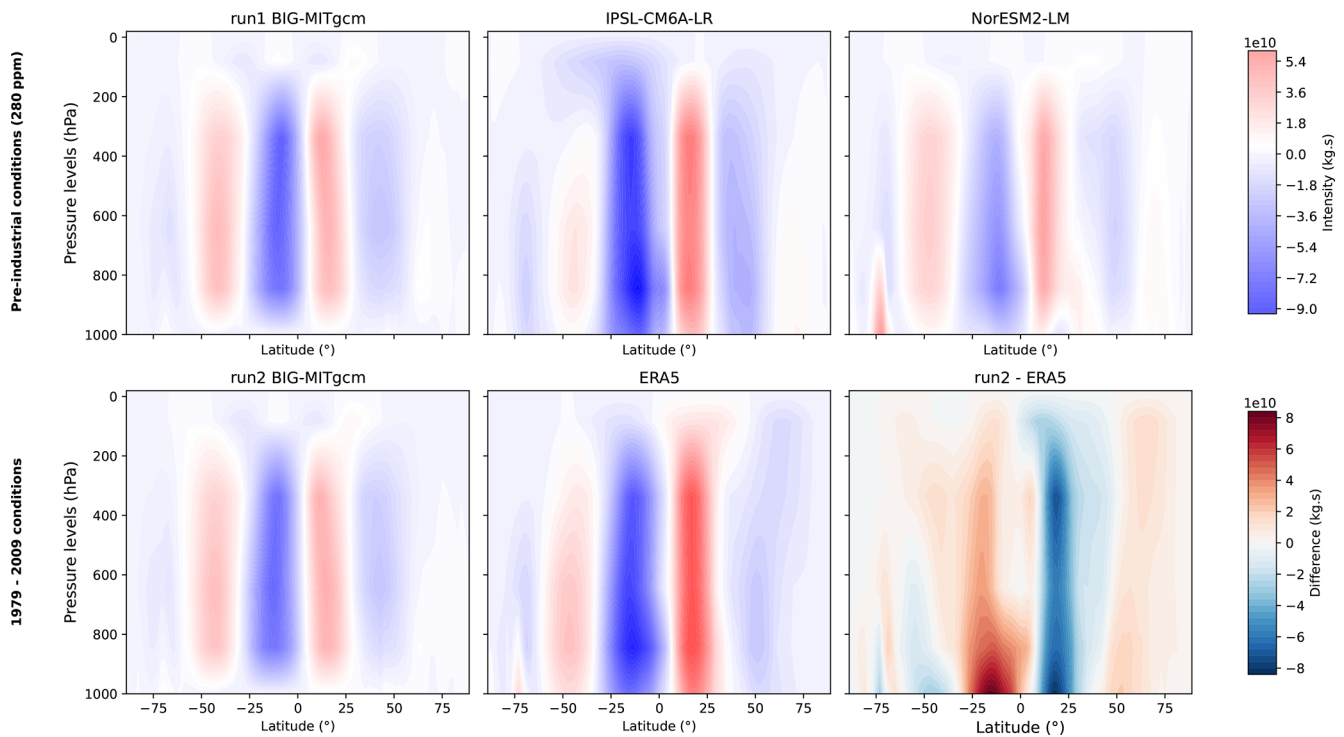 run1 BIG-MITgcm
IPSL-CM6A-LR
NorESM2-LM
Pre-industrial conditions (280 ppm)
Pressure levels (hPa)
0
200
400
600
800
1000
Latitude (°)
Latitude (°)
Latitude (°)
1e10
5.4
3.6
1.8
0.0
−1.8
−3.6
−5.4
−7.2
−9.0
Intensity (kg.s)
run2 BIG-MITgcm
ERA5
run2 - ERA5
1979 - 2009 conditions
Pressure levels (hPa)
0
200
400
600
800
1000
−75 −50 −25 0 25 50 75
Latitude (°)
−75 −50 −25 0 25 50 75
Latitude (°)
−75 −50 −25 0 25 50 75
Latitude (°)
1e10
8
6
4
2
0
−2
−4
−6
−8
Difference (kg.s)